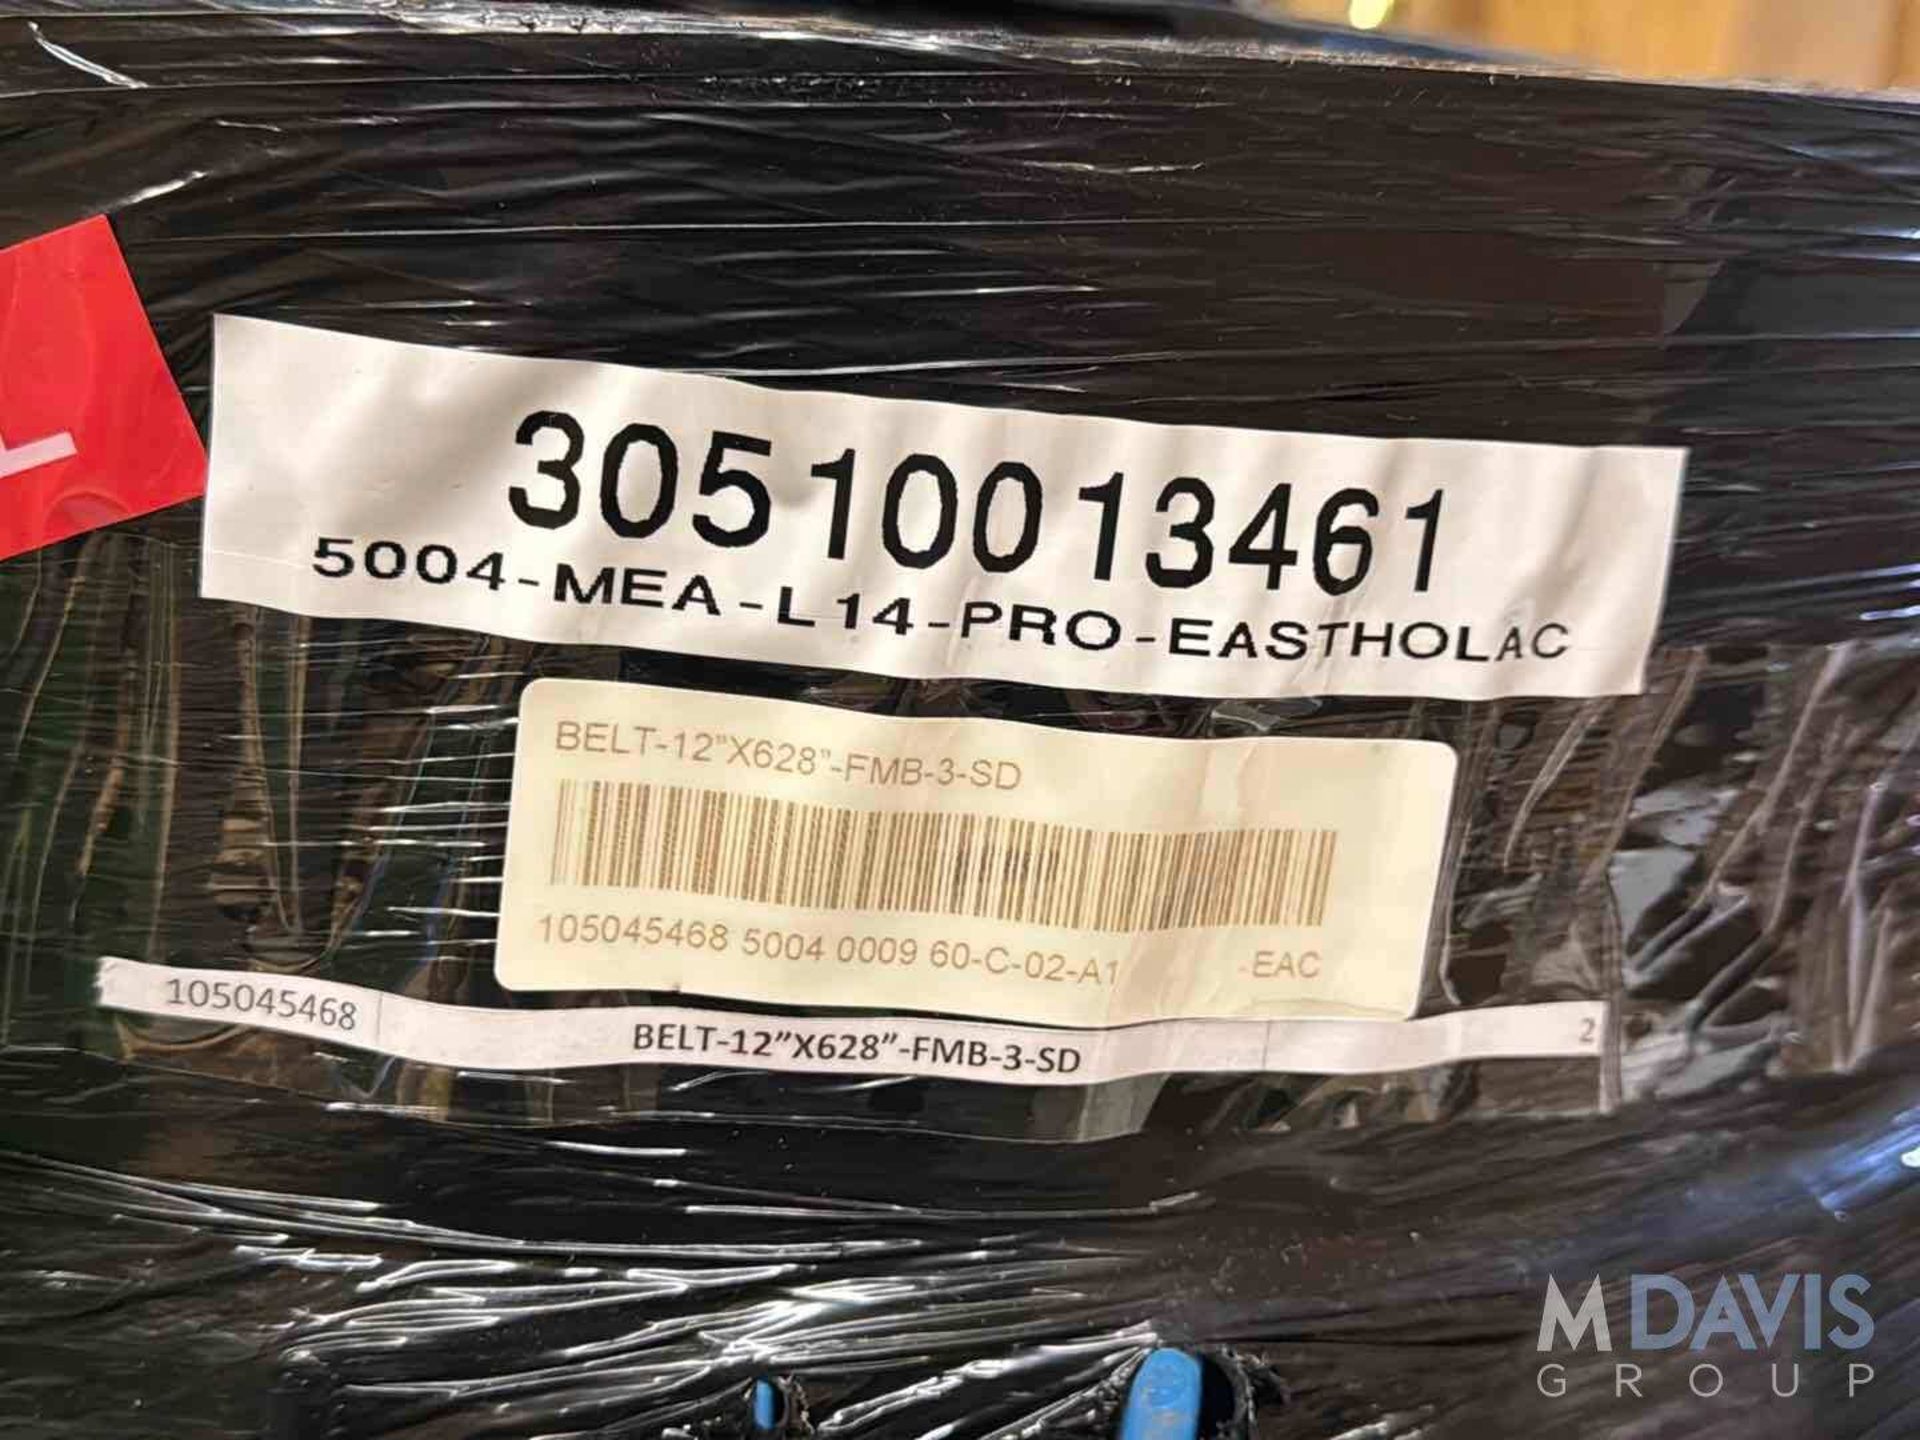 30510013461
5004-MEA-L14-PRO-EASTHOLAC
BELT-12"X628"-FMB-3-SD
105045468 5004 0009 60-C-02-A1 -EAC
105045468 BELT-12"X628"-FMB-3-SD 2
M DAVIS
GROUP